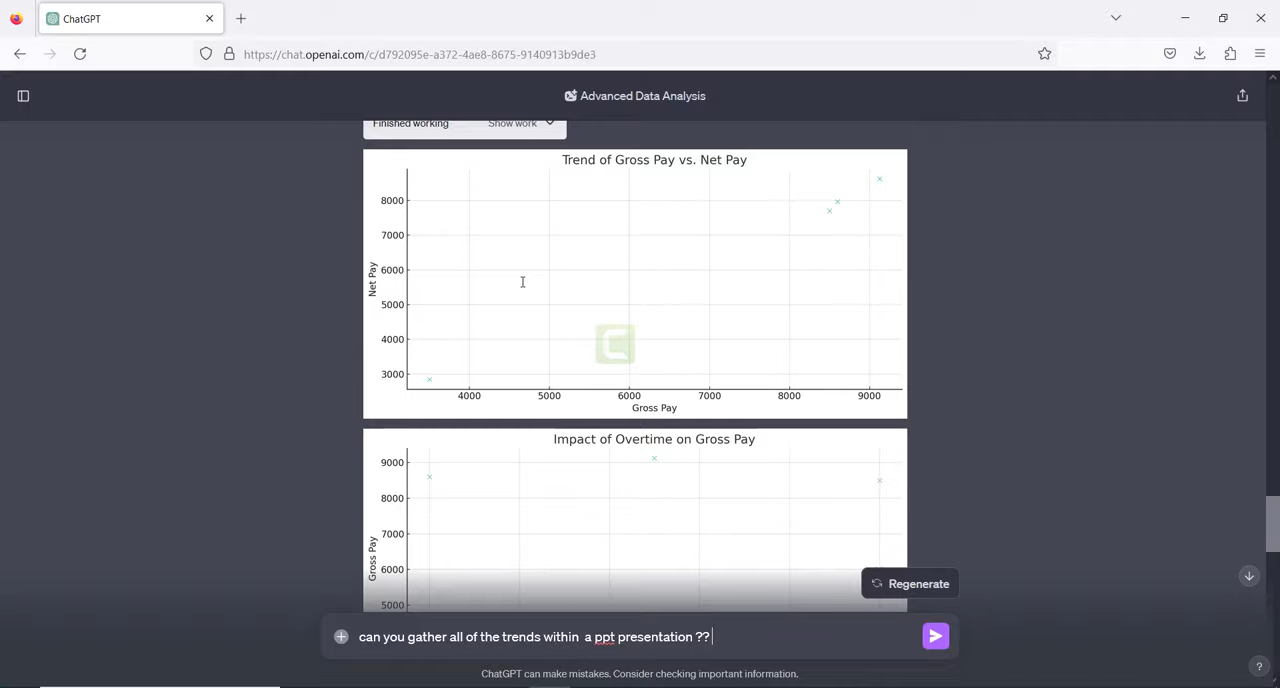 ChatGPT
https://chat.openai.com/c/d792095e-a372-4ae8-8675-9140913b9de3
Advanced Data Analysis
Finished working Show work
Trend of Gross Pay vs. Net Pay
8000
7000
6000
5000
4000
3000
Net Pay
4000 5000 6000 7000 8000 9000
Gross Pay
Impact of Overtime on Gross Pay
9000
8000
7000
6000
5000
Gross Pay
Regenerate
can you gather all of the trends within a ppt presentation ??
ChatGPT can make mistakes. Consider checking important information.
?